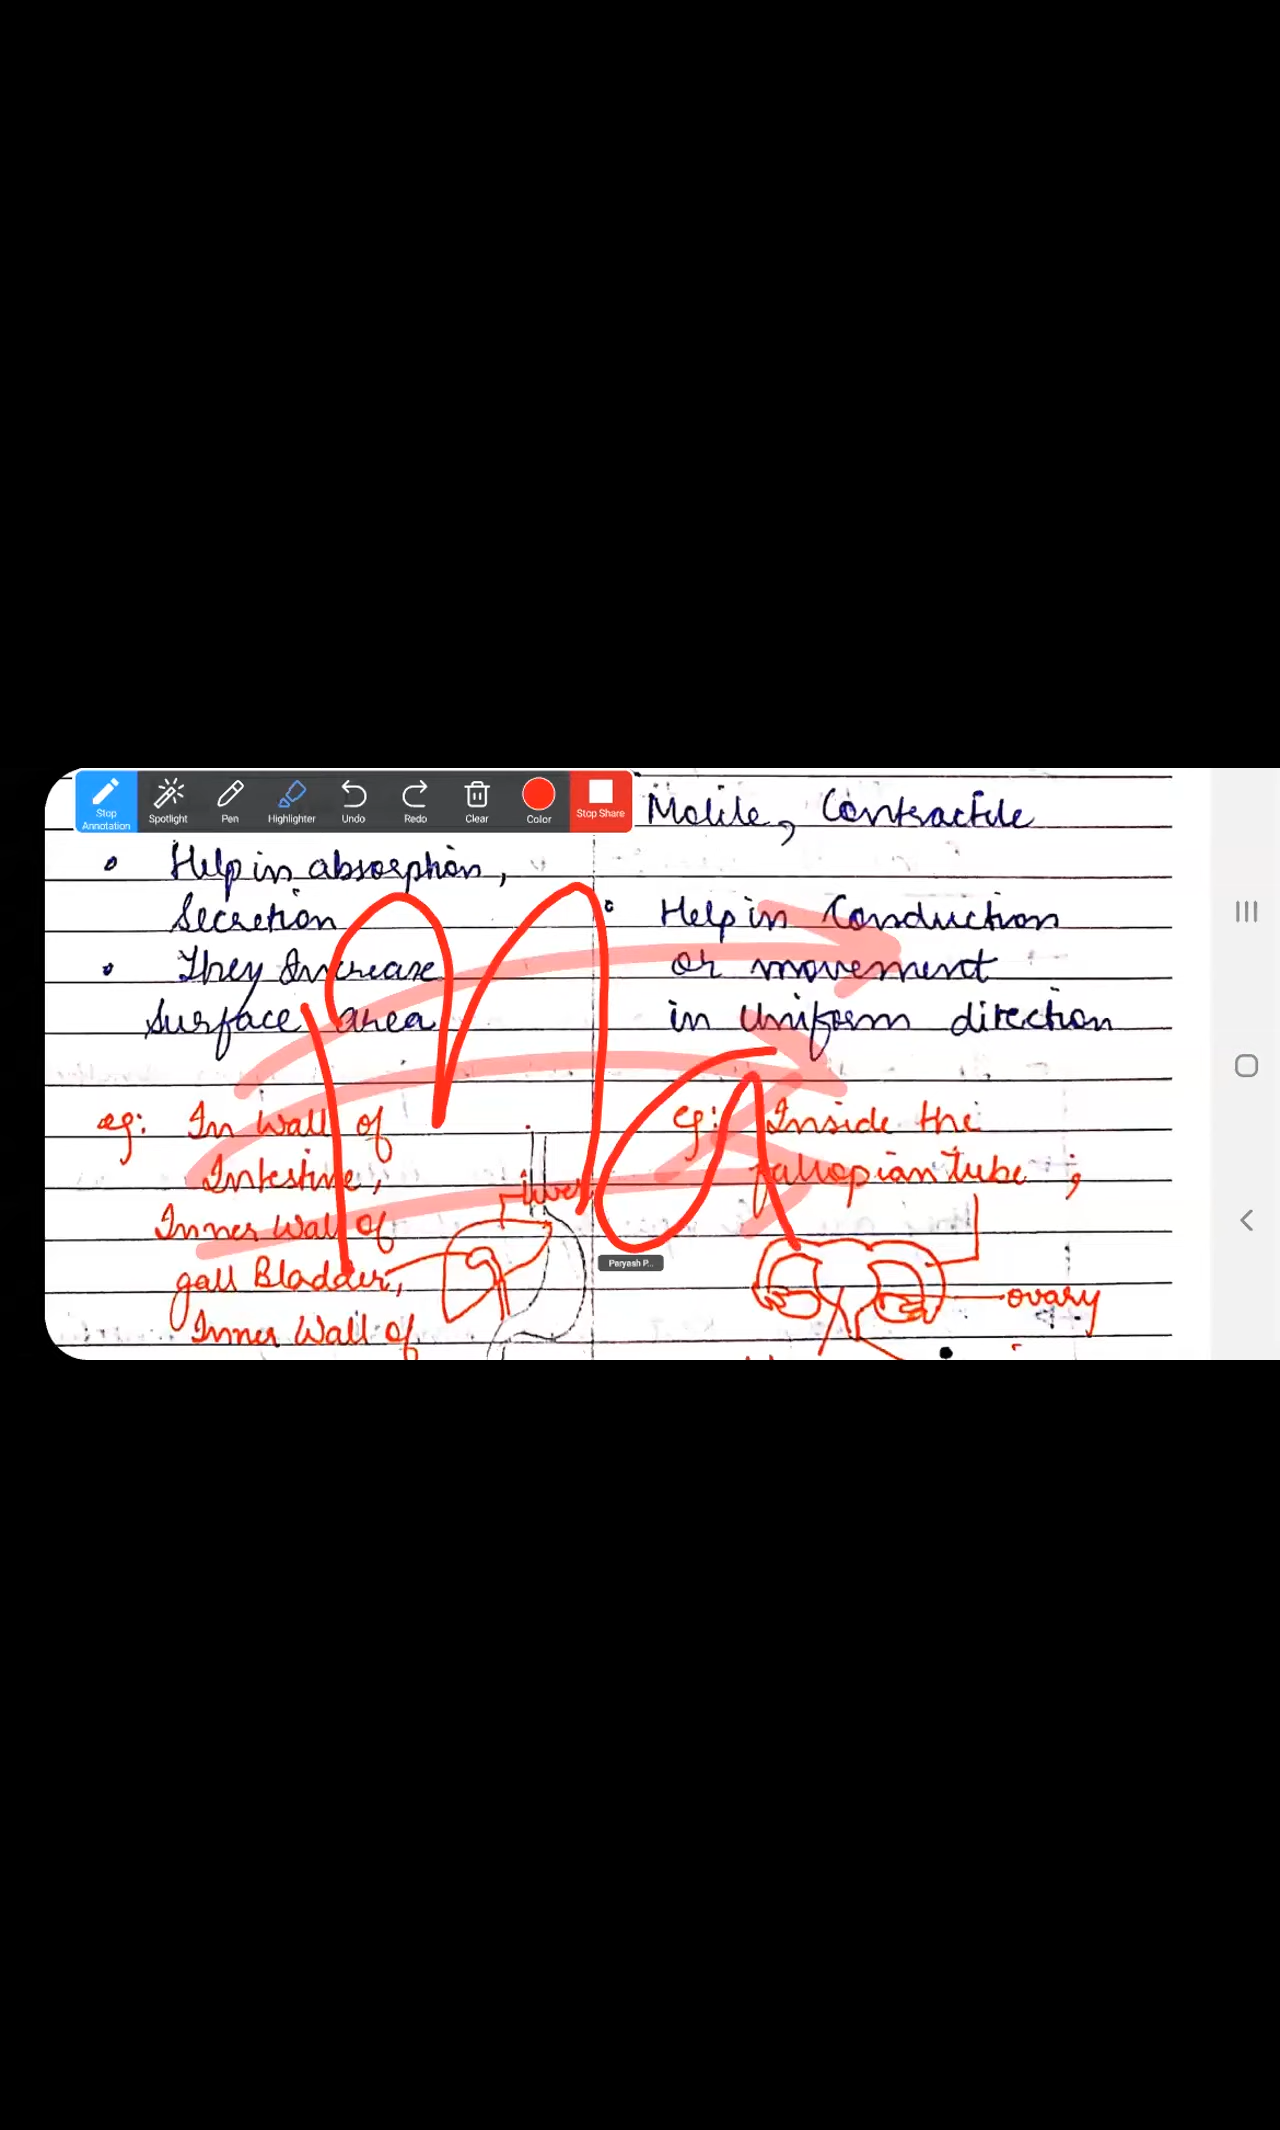 Stop Annotation
Spotlight
Pen
Highlighter
Undo
Redo
Clear
Color
Stop Share
Help in absorption,
Secretion
They Increase
Surface area
eg: In Wall of
Intestine,
Inner Wall of
gall Bladder,
Inner Wall of
liver
Motile, Contractile
Help in Conduction
or movement
in Uniform direction
eg: Inside the
fallopian tube ;
ovary
Paryash P...